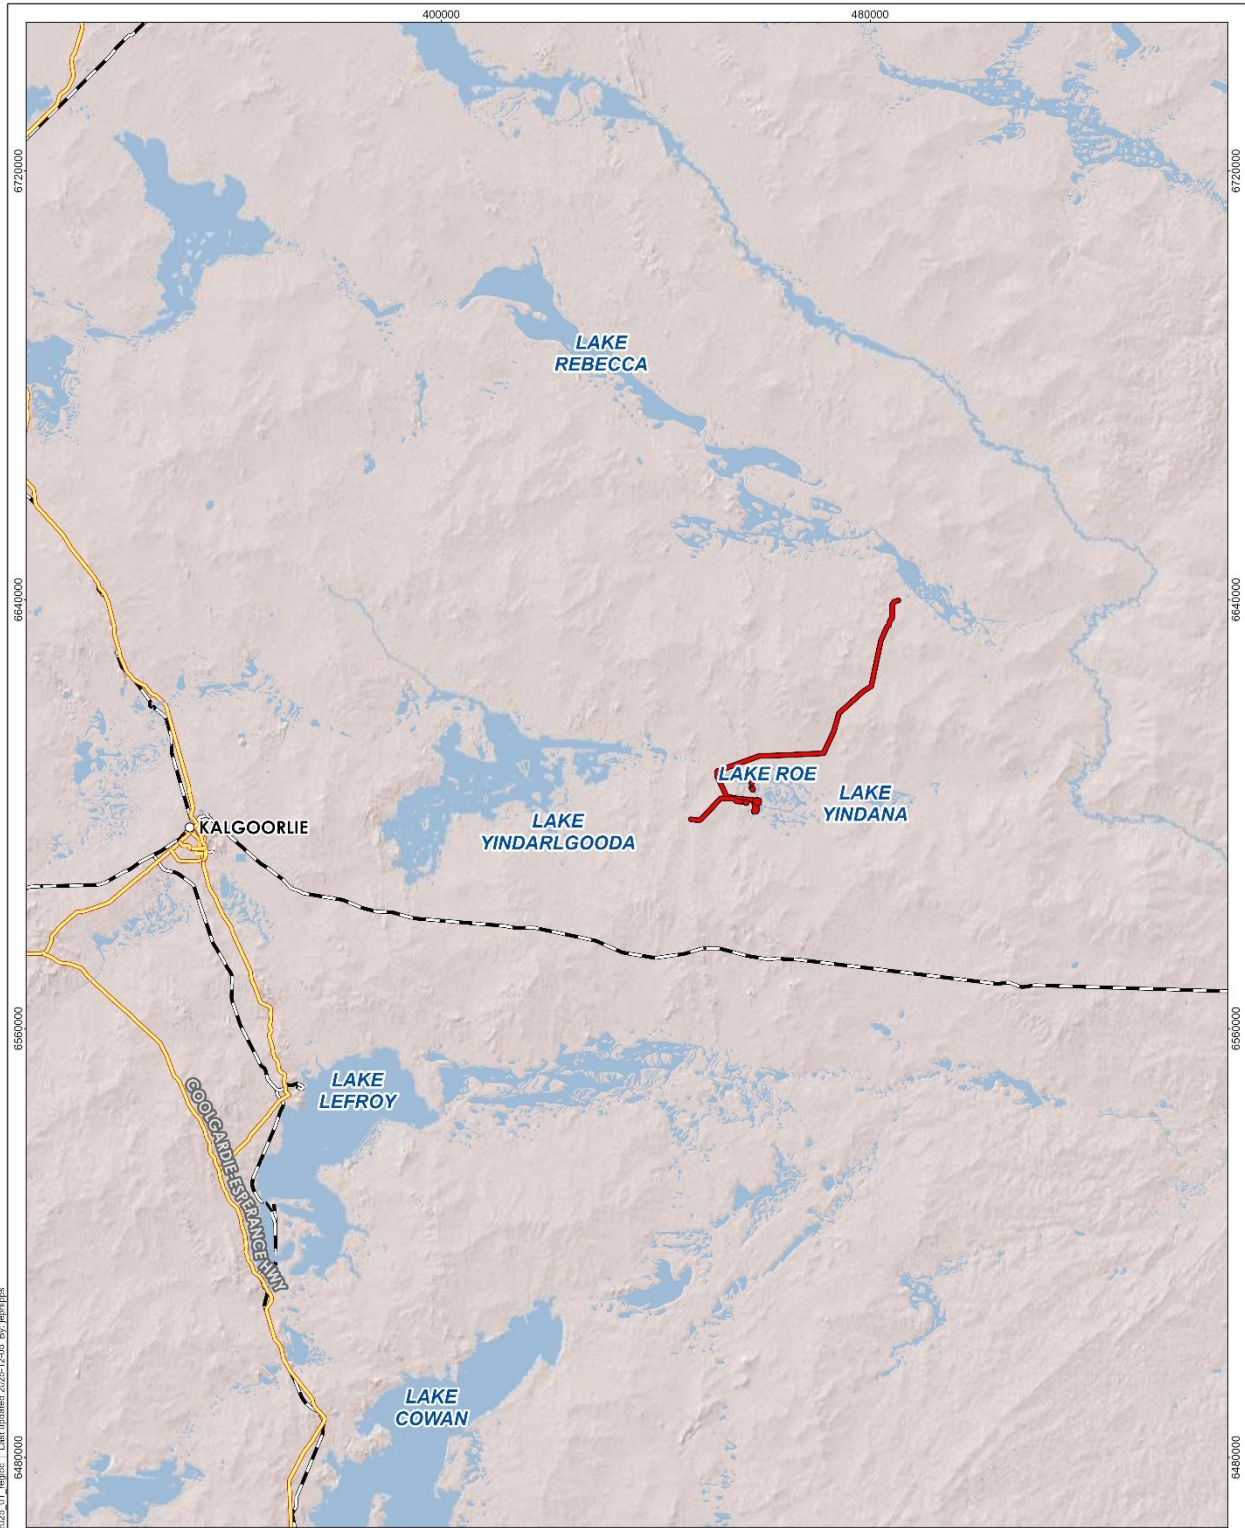 400000
480000
6720000
6720000
LAKE
REBECCA
6640000
6640000
LAKE ROE
LAKE
YINDANA
LAKE
YINDARLGOODA
KALGOORLIE
6560000
6560000
LAKE
LEFROY
COOLGARDIE-ESPERANCE HWY
LAKE
COWAN
6480000
6480000